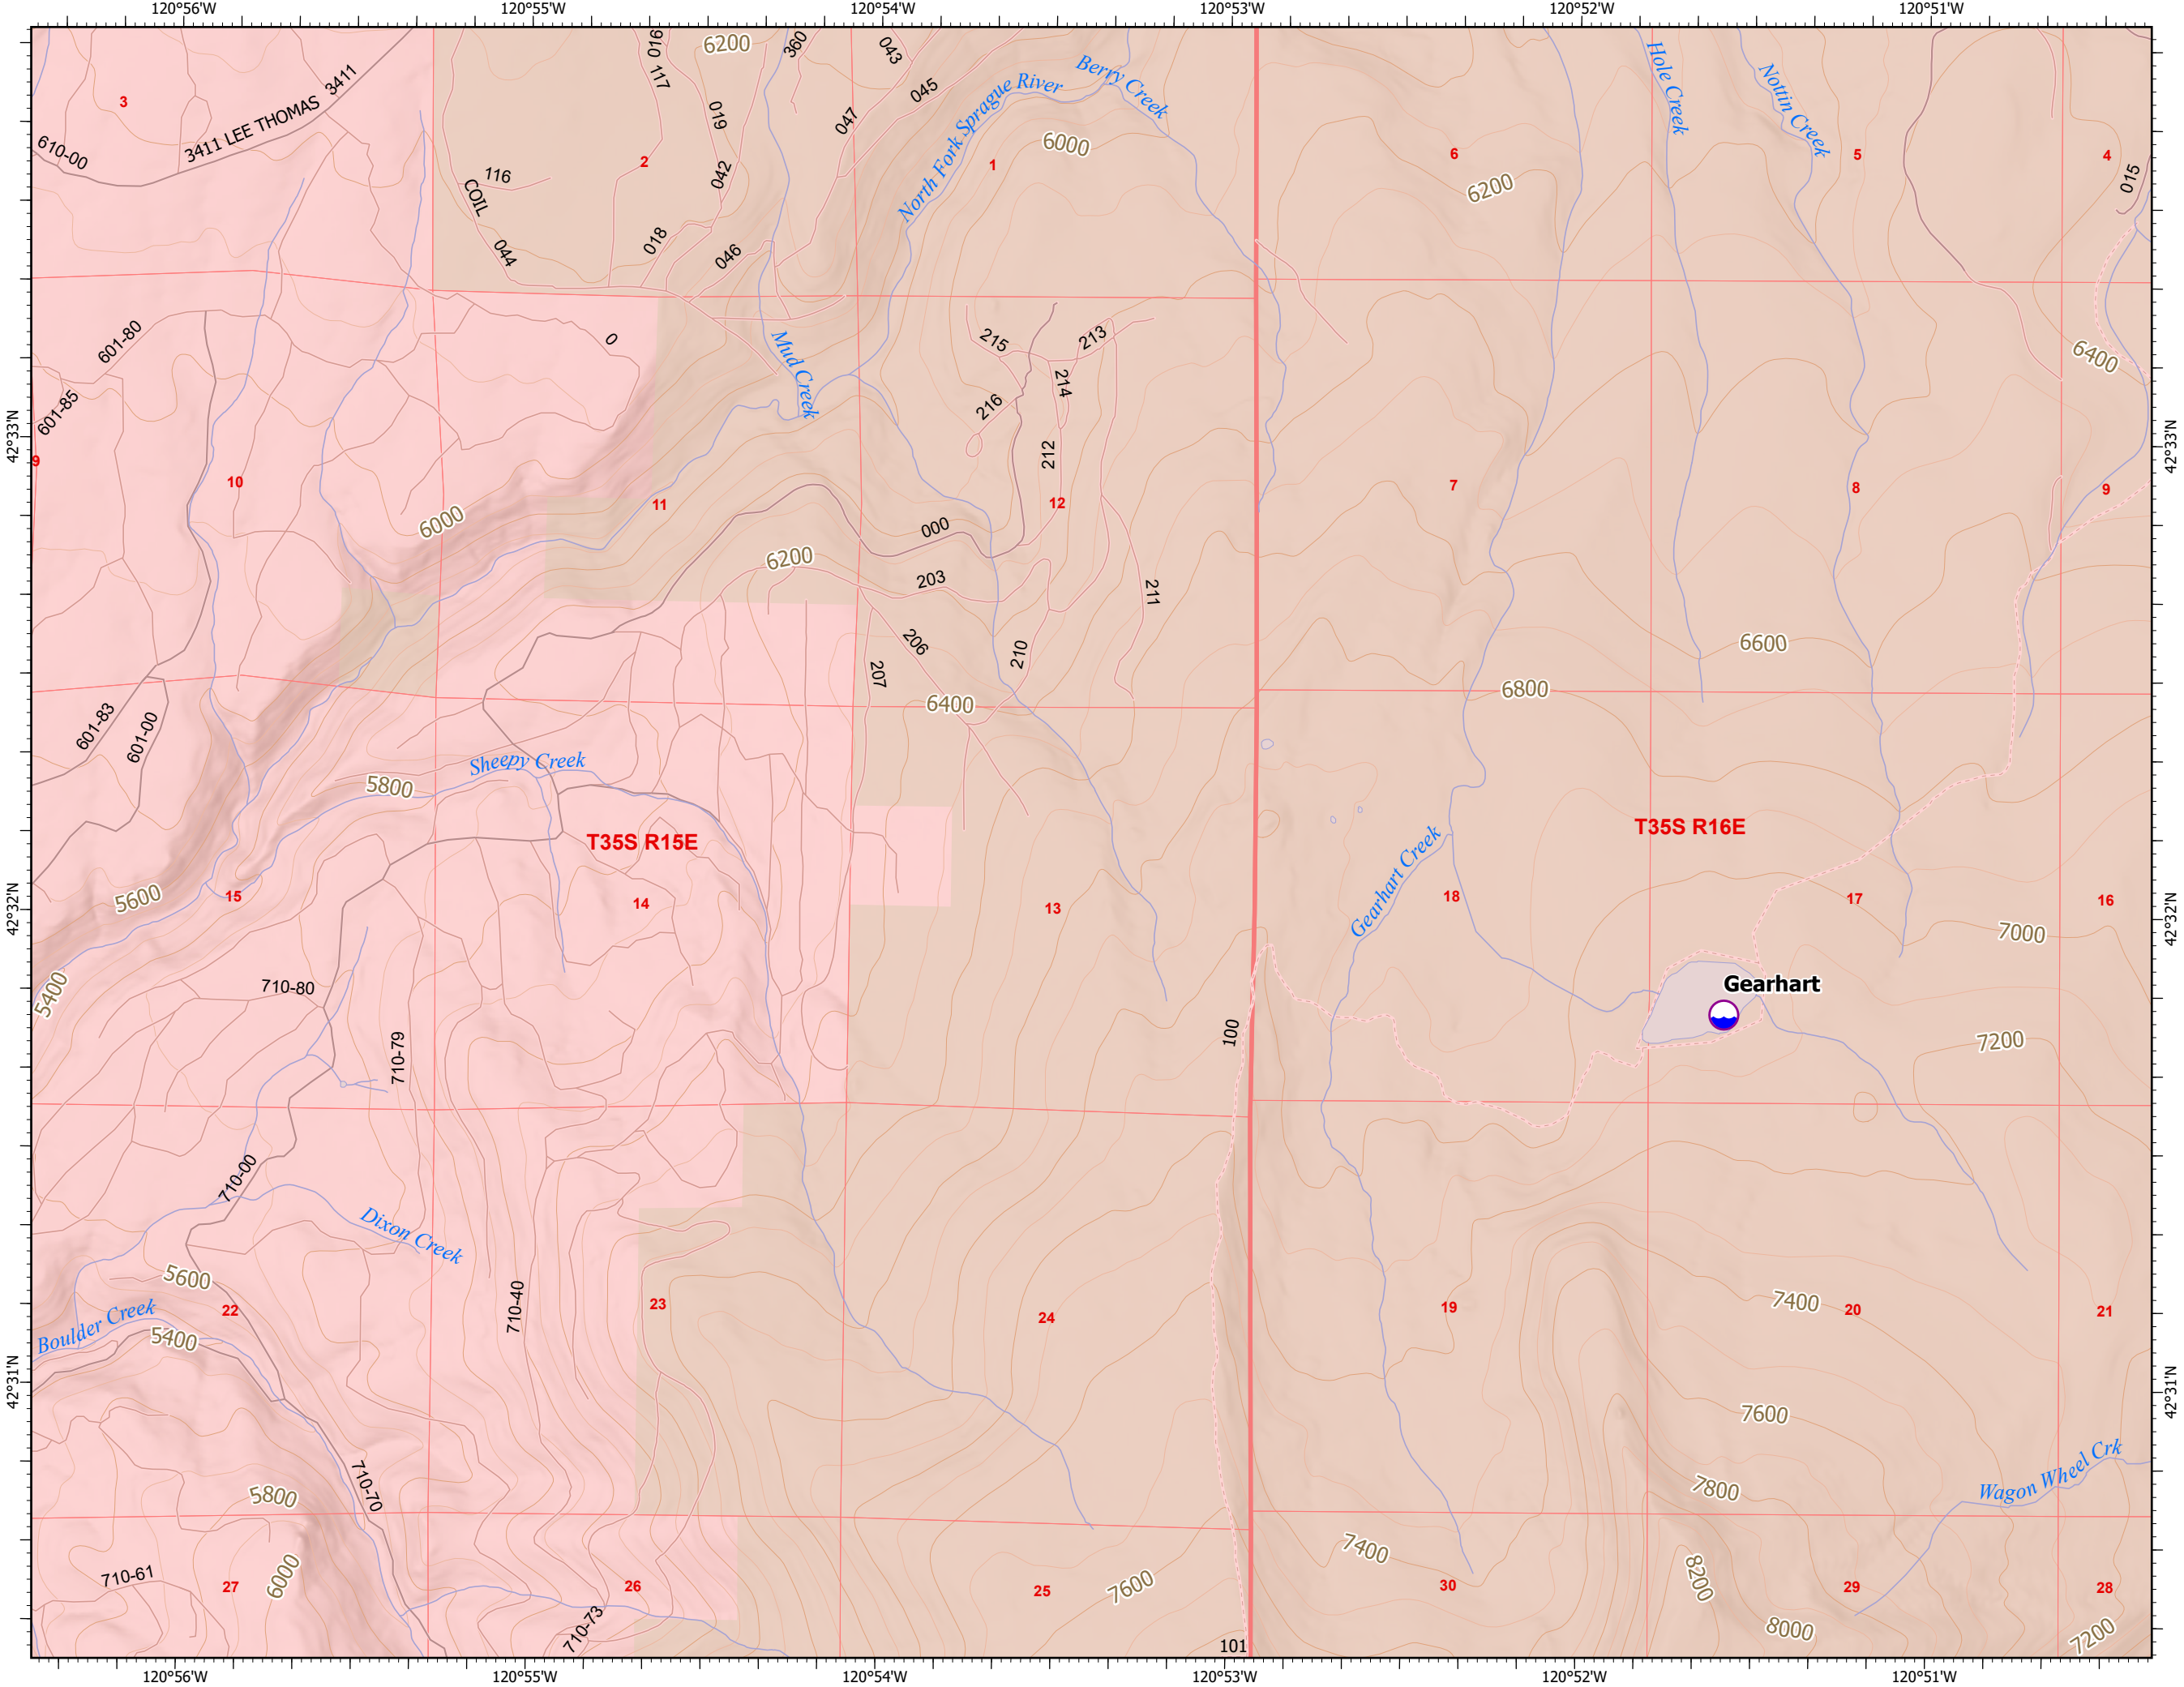 120°56'W
120°55'W
120°54'W
120°53'W
120°52'W
120°51'W
6200
016
117
360
043
045
047
019
042
3
3411 LEE THOMAS 3411
610-00
116
COIL
044
2
018
046
North Fork Sprague River
Berry Creek
6000
1
6
6200
Hole Creek
Nottin Creek
5
4
015
601-80
601-85
0
Mud Creek
215
213
214
216
212
6400
42°33'N
42°33'N
9
10
11
12
7
8
9
6000
000
6200
203
211
206
210
207
6600
6800
6400
601-83
601-00
Sheepy Creek
5800
T35S R15E
T35S R16E
Gearhart Creek
5600
15
14
13
18
17
16
42°32'N
42°32'N
7000
5400
710-80
710-79
100
Gearhart
7200
710-00
Dixon Creek
5600
22
Boulder Creek
5400
710-40
23
24
19
7400
20
21
42°31'N
42°31'N
7600
710-70
5800
7800
Wagon Wheel Crk
710-61
27
6000
26
710-73
25
7600
7400
30
8200
29
28
8000
7200
101
120°56'W
120°55'W
120°54'W
120°53'W
120°52'W
120°51'W